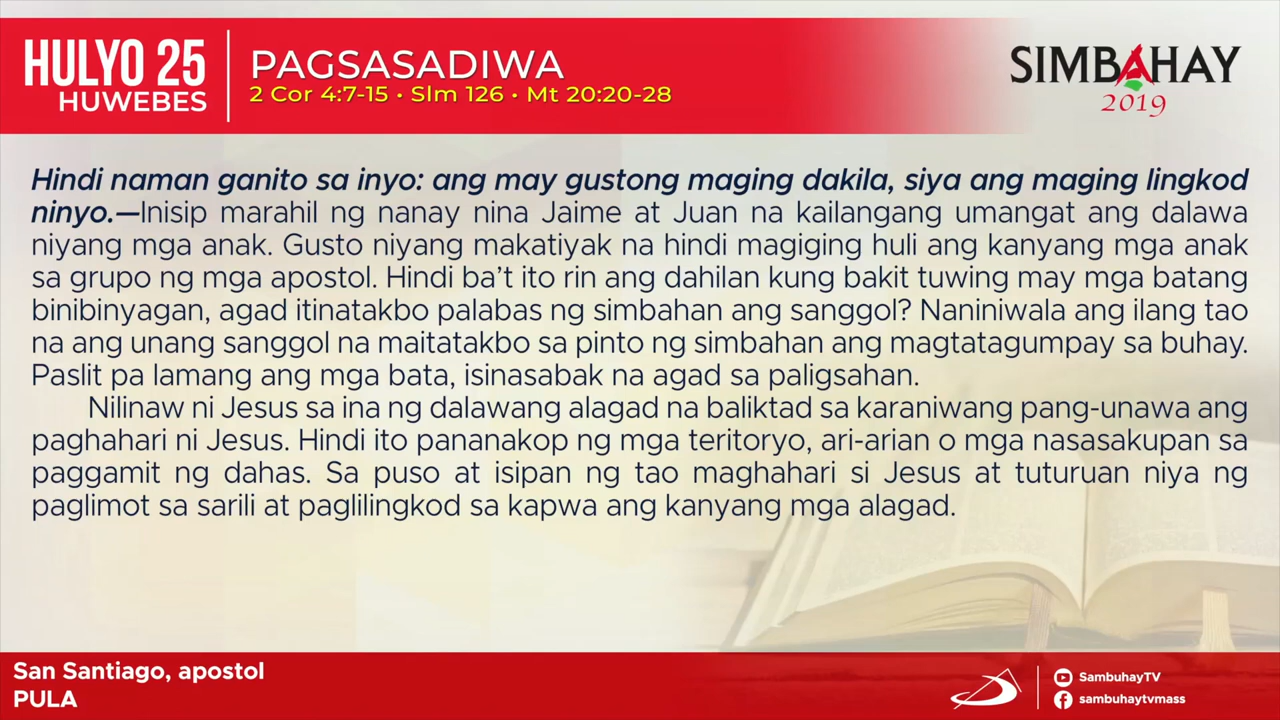 HULYO 25
HUWEBES
PAGSASADIWA
2 Cor 4:7-15 • Slm 126 • Mt 20:20-28
SIMBAHAY
2019
Hindi naman ganito sa inyo: ang may gustong maging dakila, siya ang maging lingkod
ninyo.—Inisip marahil ng nanay nina Jaime at Juan na kailangang umangat ang dalawa
niyang mga anak. Gusto niyang makatiyak na hindi magiging huli ang kanyang mga anak
sa grupo ng mga apostol. Hindi ba’t ito rin ang dahilan kung bakit tuwing may mga batang
binibinyagan, agad itinatakbo palabas ng simbahan ang sanggol? Naniniwala ang ilang tao
na ang unang sanggol na maitatakbo sa pinto ng simbahan ang magtatagumpay sa buhay.
Paslit pa lamang ang mga bata, isinasabak na agad sa paligsahan.
Nilinaw ni Jesus sa ina ng dalawang alagad na baliktad sa karaniwang pang-unawa ang
paghahari ni Jesus. Hindi ito pananakop ng mga teritoryo, ari-arian o mga nasasakupan sa
paggamit ng dahas. Sa puso at isipan ng tao maghahari si Jesus at tuturuan niya ng
paglimot sa sarili at paglilingkod sa kapwa ang kanyang mga alagad.
San Santiago, apostol
PULA
SambuhayTV
sambuhaytvmass